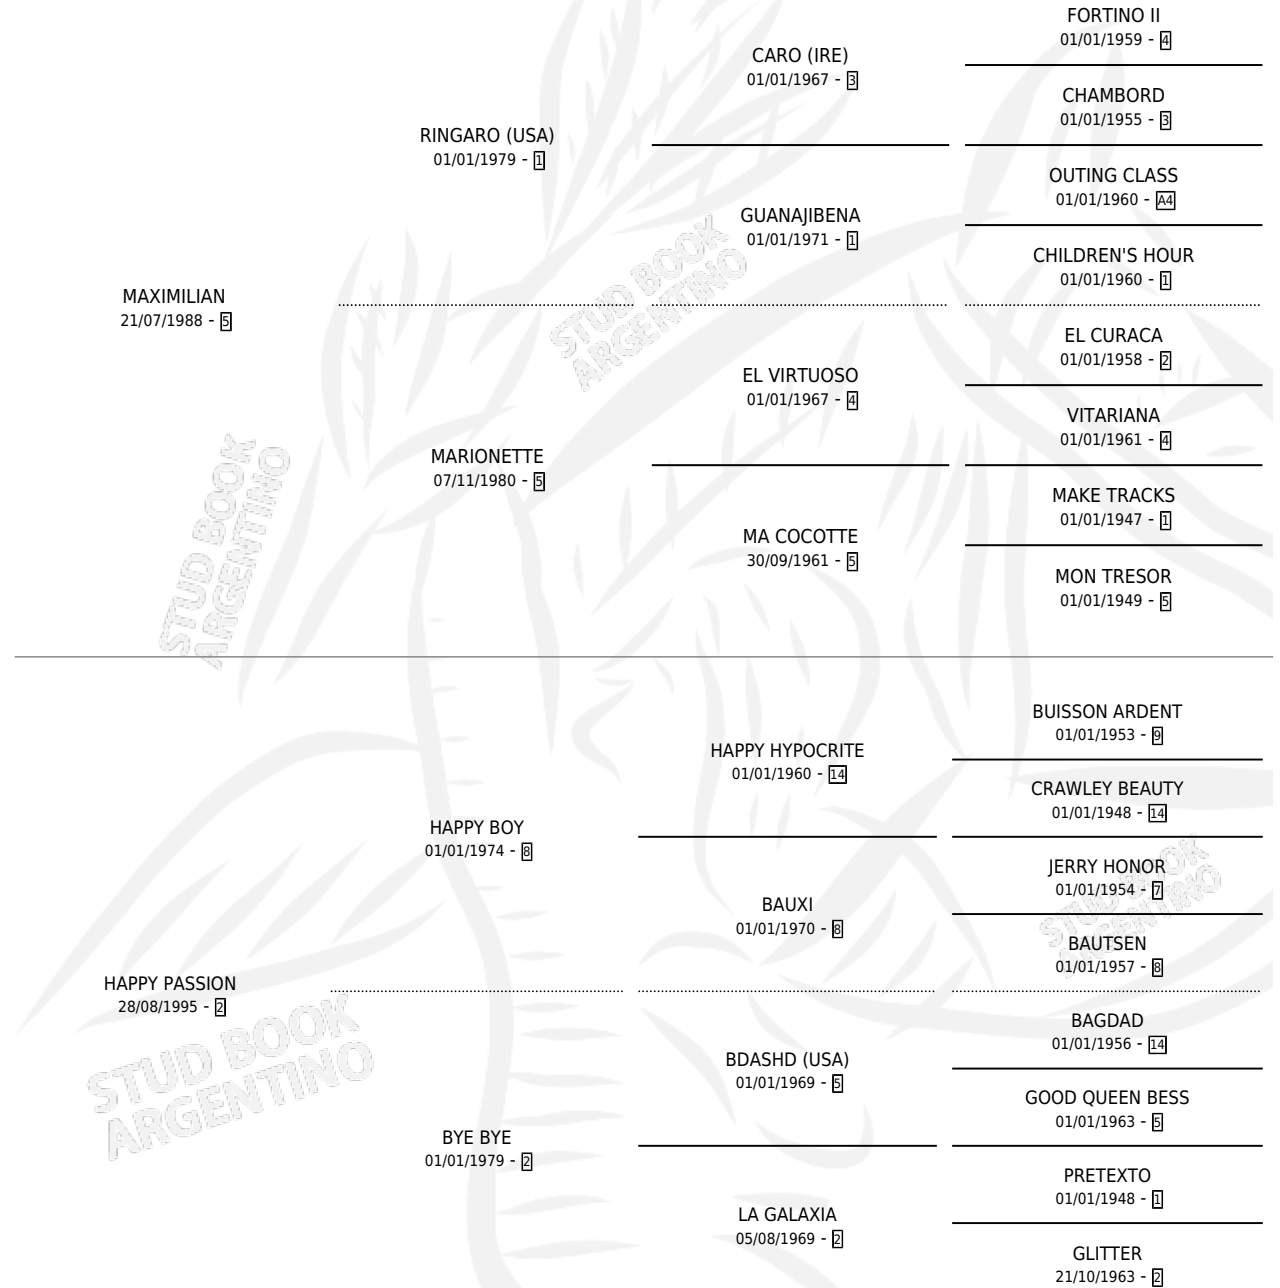 FORTINO II
01/01/1959 - 4
CARO (IRE)
01/01/1967 - 3
CHAMBORD
01/01/1955 - 3
RINGARO (USA)
01/01/1979 - 1
OUTING CLASS
01/01/1960 - A4
GUANAJIBENA
01/01/1971 - 1
CHILDREN'S HOUR
01/01/1960 - 1
MAXIMILIAN
21/07/1988 - 5
EL CURACA
01/01/1958 - 2
EL VIRTUOSO
01/01/1967 - 4
VITARIANA
01/01/1961 - 4
MARIONETTE
07/11/1980 - 5
MAKE TRACKS
01/01/1947 - 1
MA COCOTTE
30/09/1961 - 5
MON TRESOR
01/01/1949 - 5
BUISSON ARDENT
01/01/1953 - 9
HAPPY HYPOCRITE
01/01/1960 - 14
CRAWLEY BEAUTY
01/01/1948 - 14
HAPPY BOY
01/01/1974 - 8
JERRY HONOR
01/01/1954 - 7
BAUXI
01/01/1970 - 8
BAUTSEN
01/01/1957 - 8
HAPPY PASSION
28/08/1995 - 2
BAGDAD
01/01/1956 - 14
BDASHD (USA)
01/01/1969 - 5
GOOD QUEEN BESS
01/01/1963 - 5
BYE BYE
01/01/1979 - 2
PRETEXTO
01/01/1948 - 1
LA GALAXIA
05/08/1969 - 2
GLITTER
21/10/1963 - 2
STUD BOOK
ARGENTINO
STUD BOOK
ARGENTINO
STUD BOOK
ARGENTINO
STUD BOOK
ARGENTINO